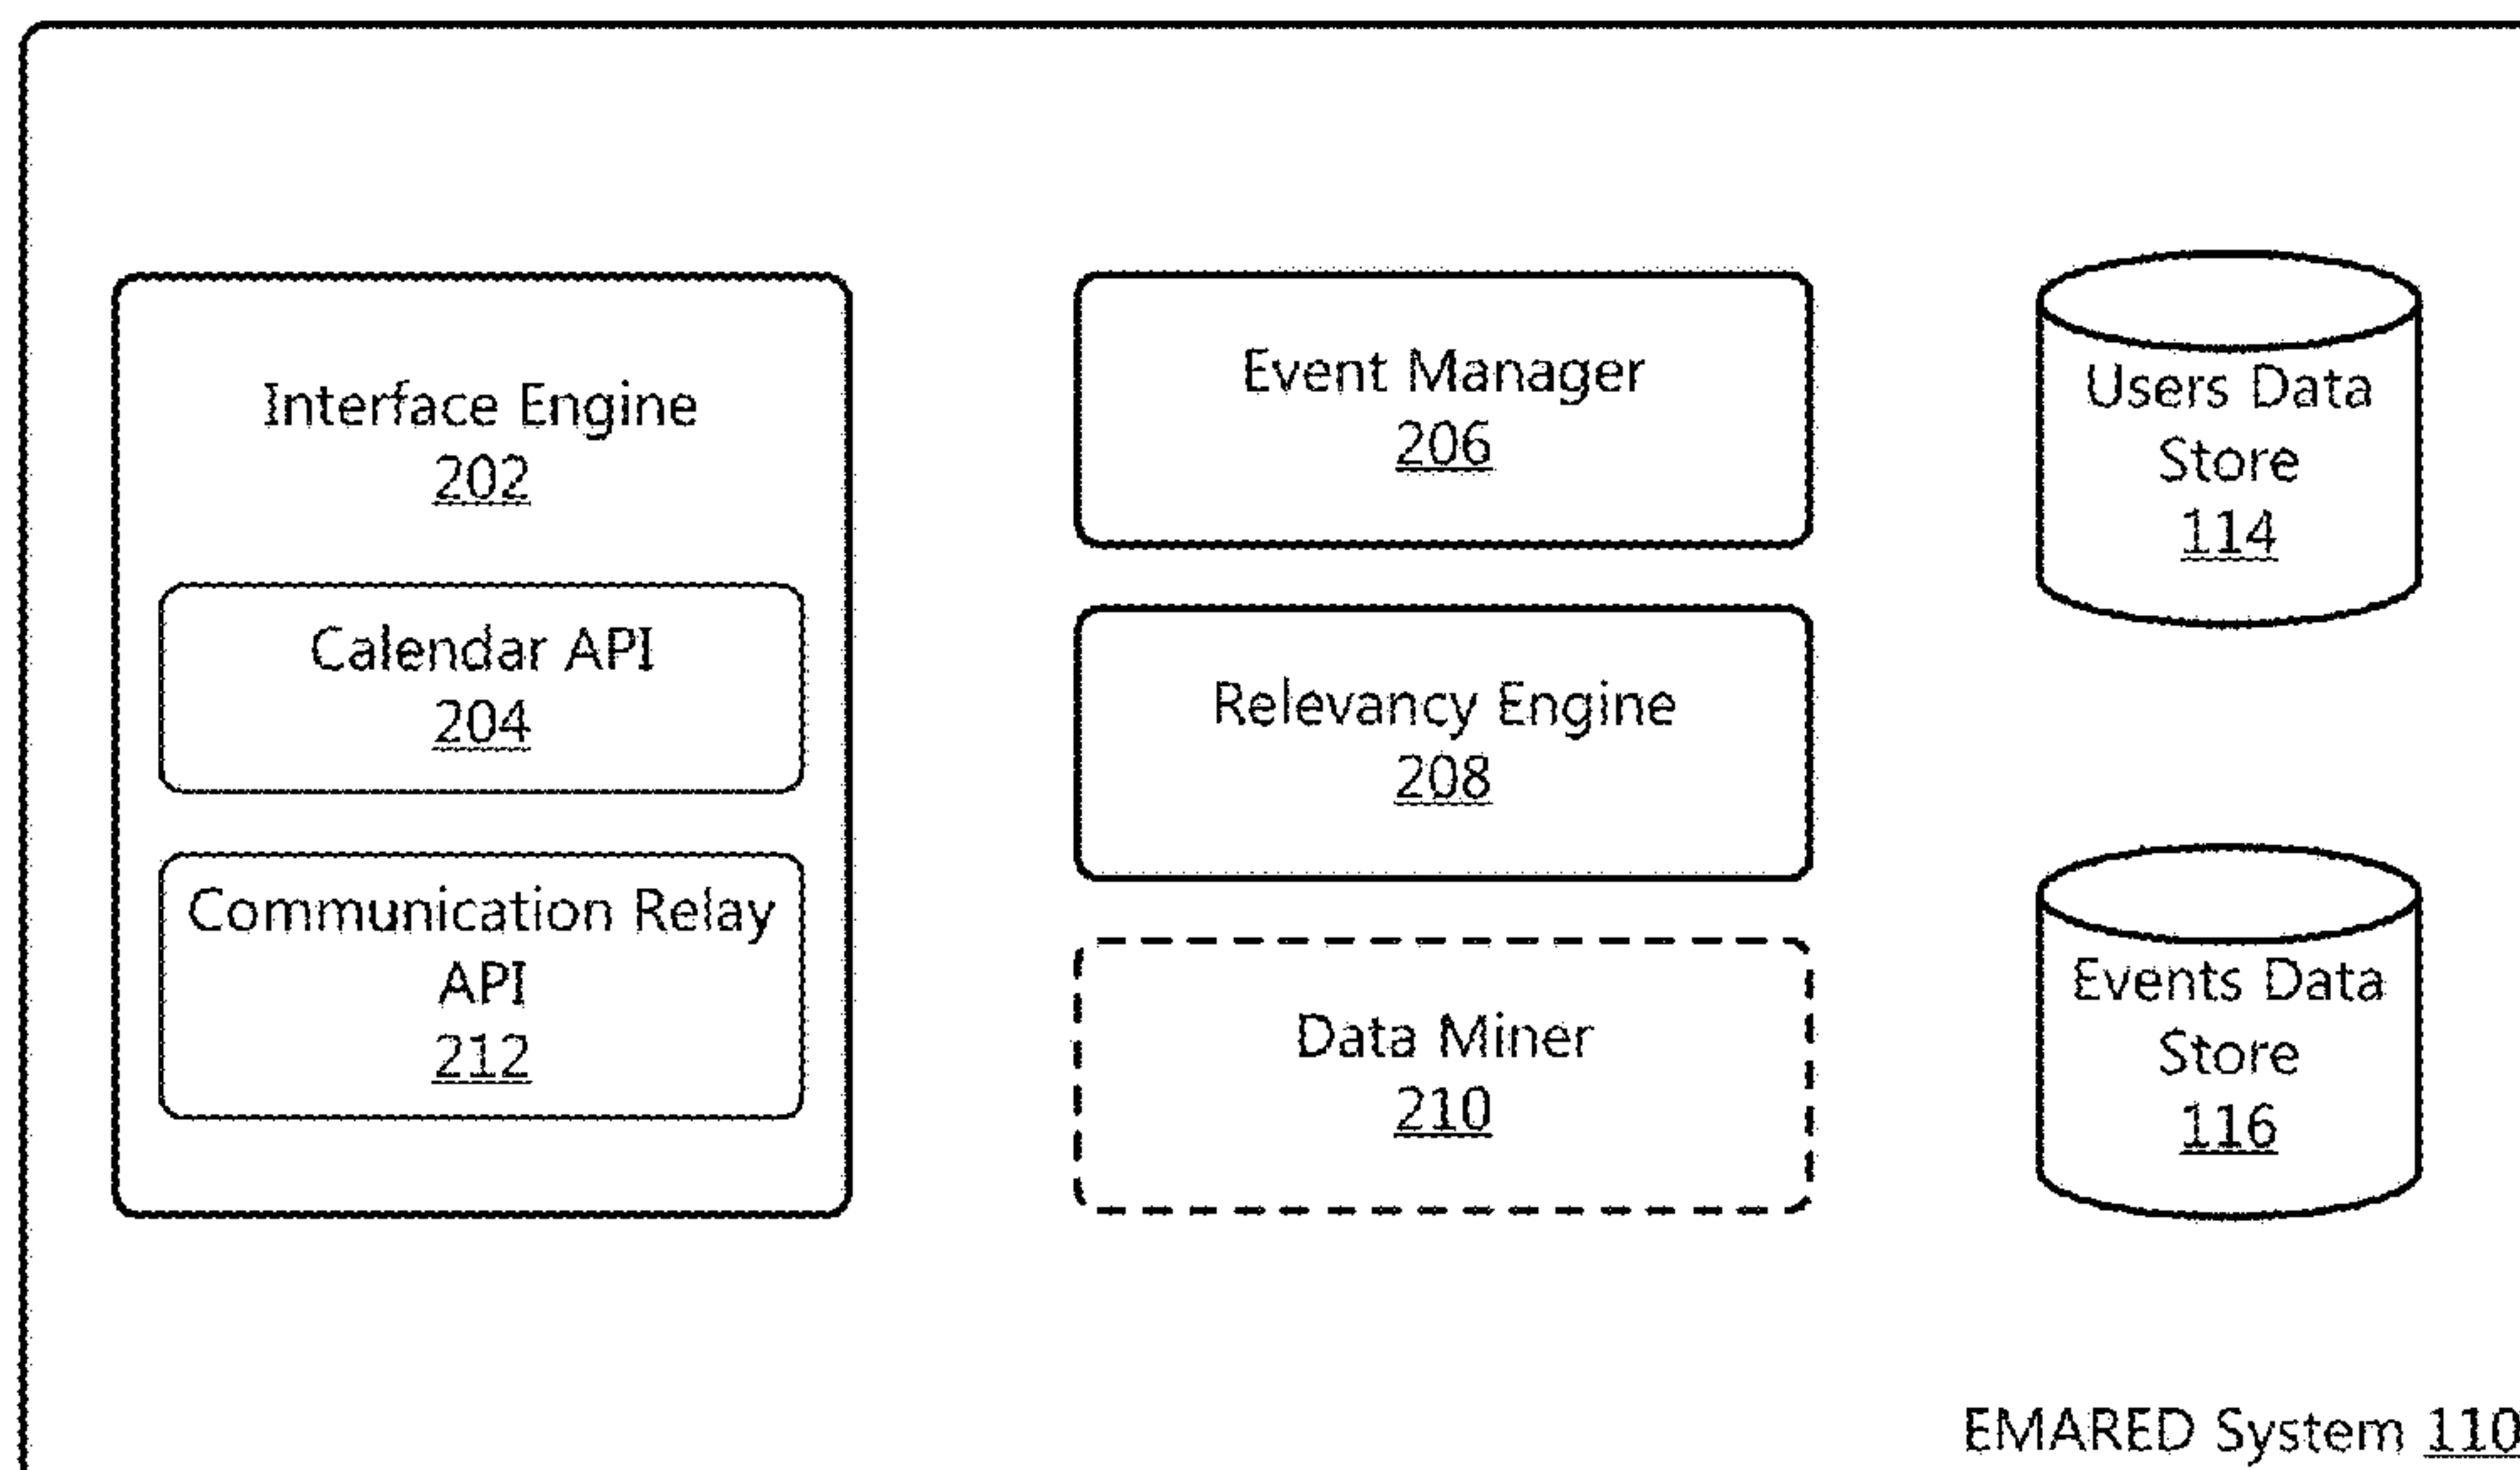 Interface Engine
202
Calendar API
204
Communication Relay
API
212
Event Manager
206
Relevancy Engine
208
Data Miner
210
Users Data
Store
114
Events Data
Store
116
EMARED System 110